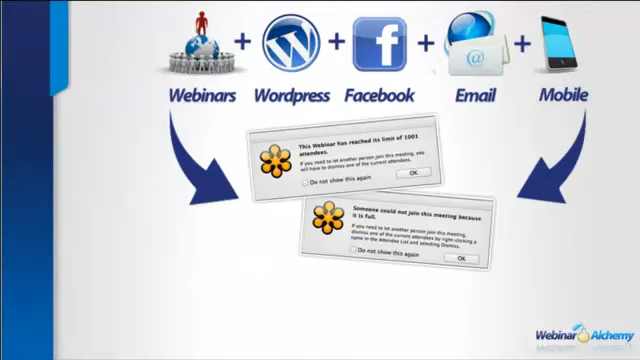 + + + +
Webinars Wordpress Facebook Email Mobile
This Webinar has reached its limit of 1001
attendees.
If you need to let another person join this meeting, you
will have to dismiss one of the current attendees.
Do not show this again
OK
Someone could not join this meeting because
it is full.
If you need to let another person join this meeting,
dismiss one of the current attendees by right-clicking a
name in the Attendee List and selecting Dismiss.
Do not show this again
OK
Webinar Alchemy